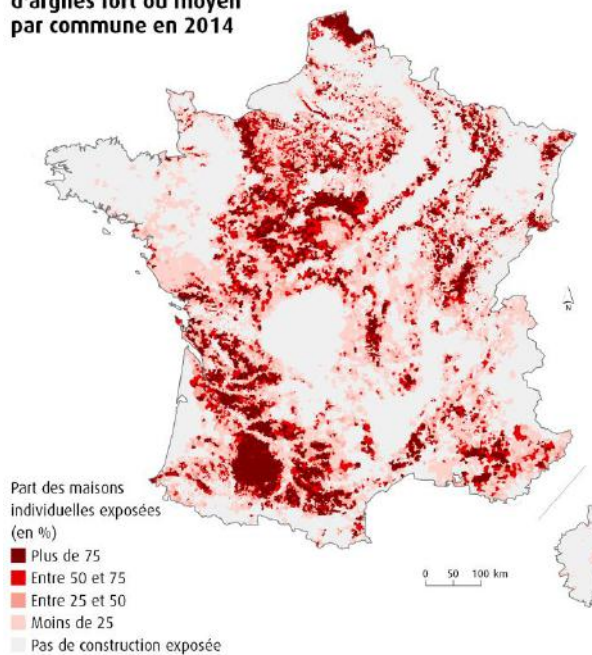 d'argiles fort ou moyen
par commune en 2014
Part des maisons
individuelles exposées
(en %)
Plus de 75
Entre 50 et 75
Entre 25 et 50
Moins de 25
Pas de construction exposée
0 50 100 km
N